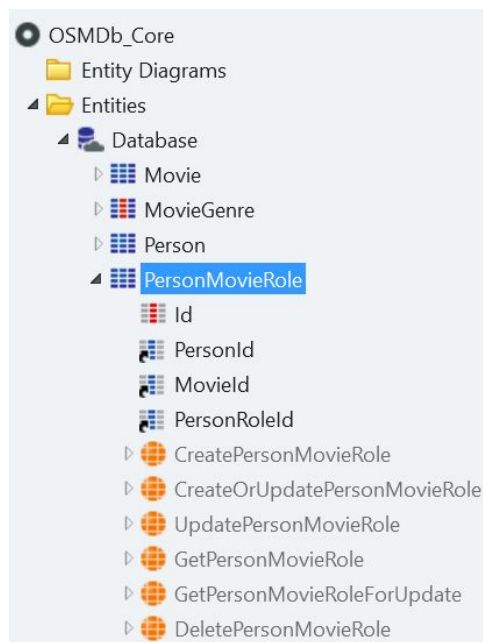 OSMDb_Core
Entity Diagrams
Entities
Database
Movie
MovieGenre
Person
PersonMovieRole
Id
PersonId
MovieId
PersonRoleId
CreatePersonMovieRole
CreateOrUpdatePersonMovieRole
UpdatePersonMovieRole
GetPersonMovieRole
GetPersonMovieRoleForUpdate
DeletePersonMovieRole